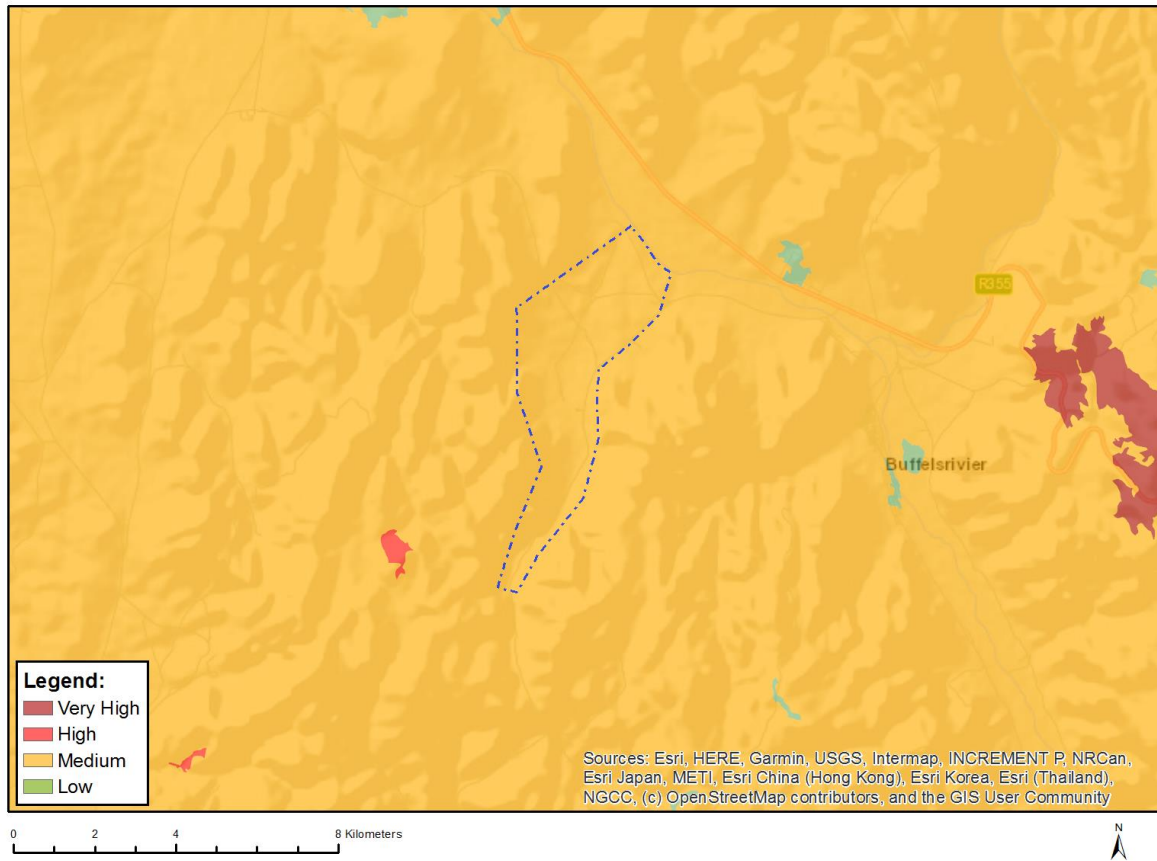 R355
Buffelsrivier
Legend:
Very High
High
Medium
Low
Sources: Esri, HERE, Garmin, USGS, Intermap, INCREMENT P, NRCan,
Esri Japan, METI, Esri China (Hong Kong), Esri Korea, Esri (Thailand),
NGCC, (c) OpenStreetMap contributors, and the GIS User Community
0 2 4 8 Kilometers
N